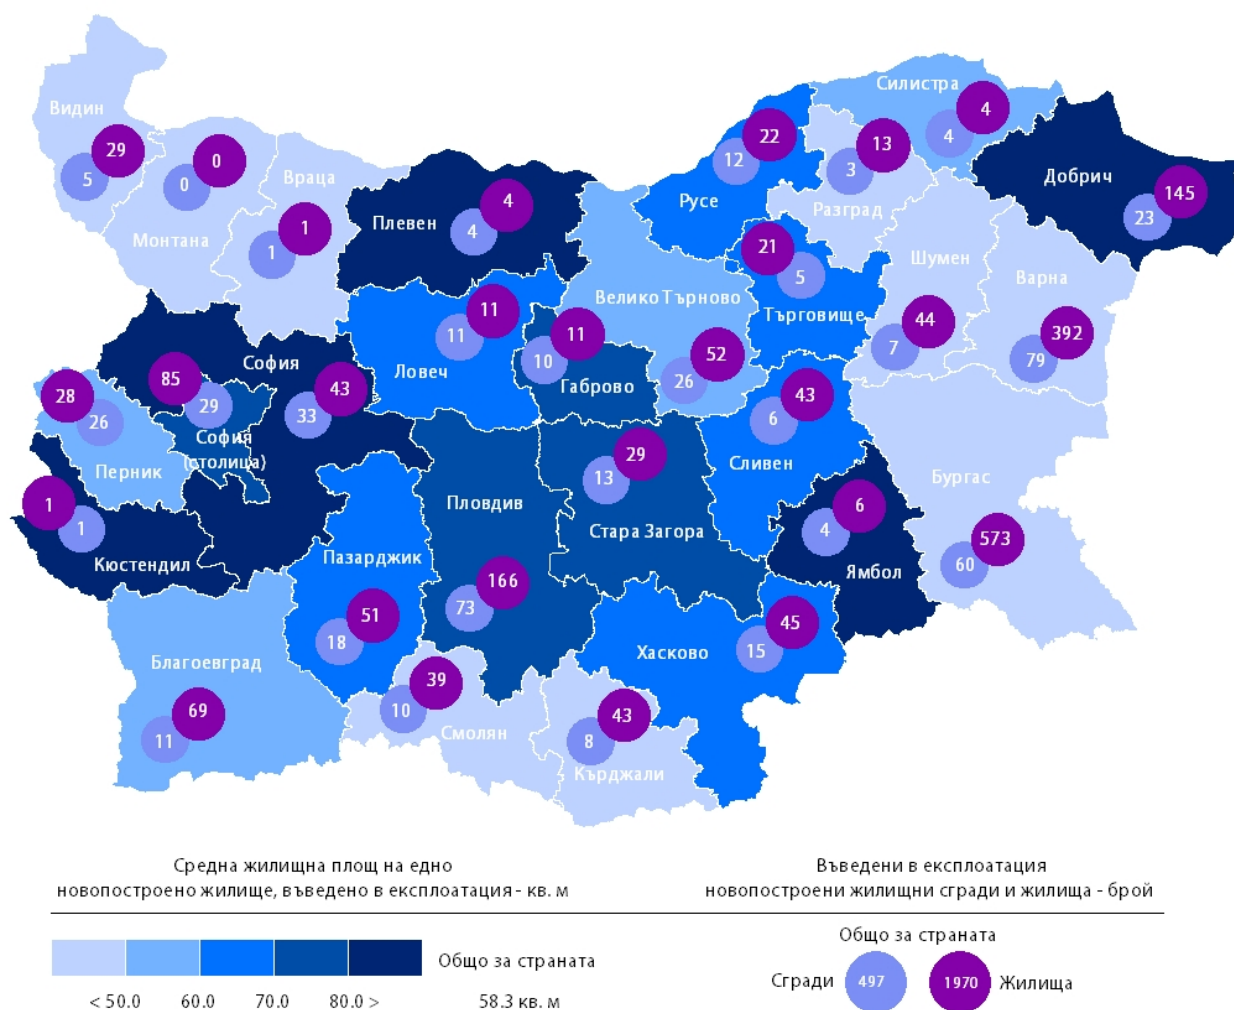 Силистра
4
4
Видин
29
5
22
12
13
3
Добрич
145
23
0
0
Враца
1
1
Монтана
Плевен
4
4
Русе
Разград
21
5
Търговище
Шумен
44
7
Варна
392
79
Велико Търново
52
26
11
11
Ловеч
11
10
Габрово
София
85
29
43
33
28
26
Перник
София
(столица)
43
6
Сливен
29
13
Стара Загора
Бургас
573
60
1
1
Кюстендил
Пловдив
166
73
6
4
Ямбол
Пазарджик
51
18
45
15
Хасково
Благоевград
69
11
39
10
Смолян
43
8
Кърджали
Средна жилищна площ на едно
новопостроено жилище, въведено в експлоатация - кв. м
Въведени в експлоатация
новопостроени жилищни сгради и жилища - брой
Общо за страната
< 50.0 60.0 70.0 80.0 > 58.3 кв. м
Общо за страната
Сгради 497 1970 Жилища